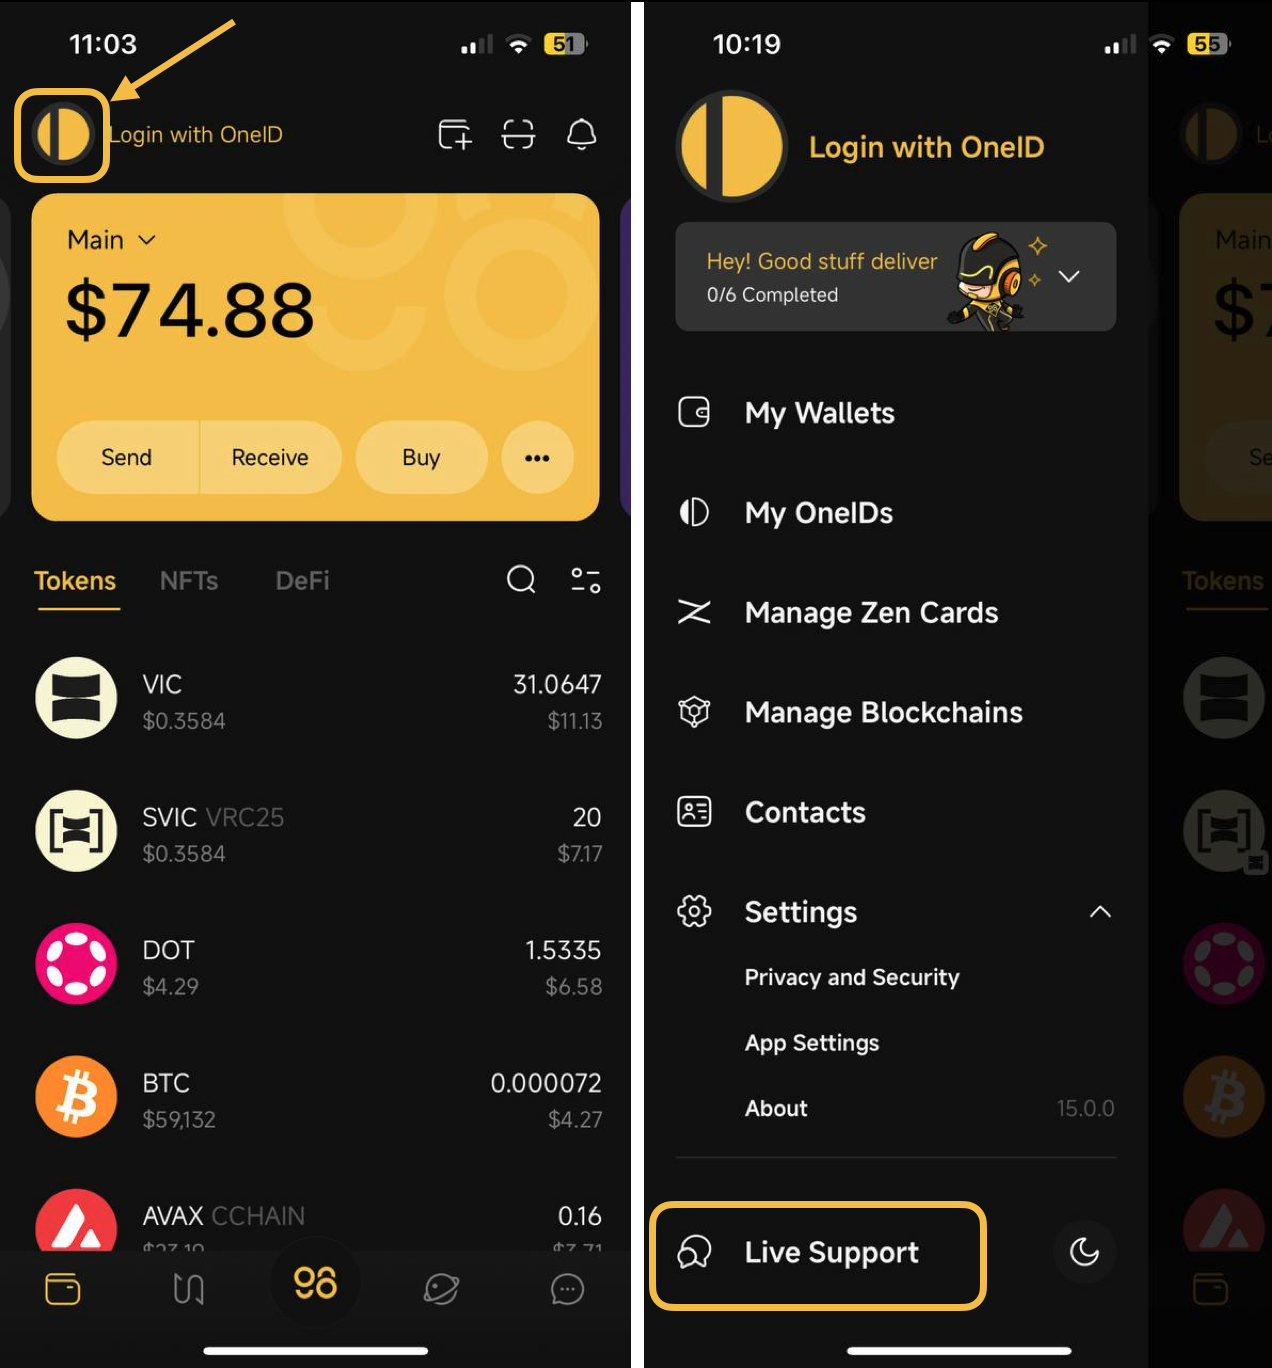 11:03
51
Login with OneID
Main
$74.88
Send
Receive
Buy
Tokens
NFTs
DeFi
VIC
31.0647
$0.3584
$11.13
SVIC VRC25
20
$0.3584
$7.17
DOT
1.5335
$4.29
$6.58
BTC
0.000072
$59,132
$4.27
AVAX CCHAIN
0.16
10:19
55
Login with OneID
Hey! Good stuff deliver
0/6 Completed
My Wallets
My OneIDs
Manage Zen Cards
Manage Blockchains
Contacts
Settings
Privacy and Security
App Settings
About
15.0.0
Live Support
Main
Tokens